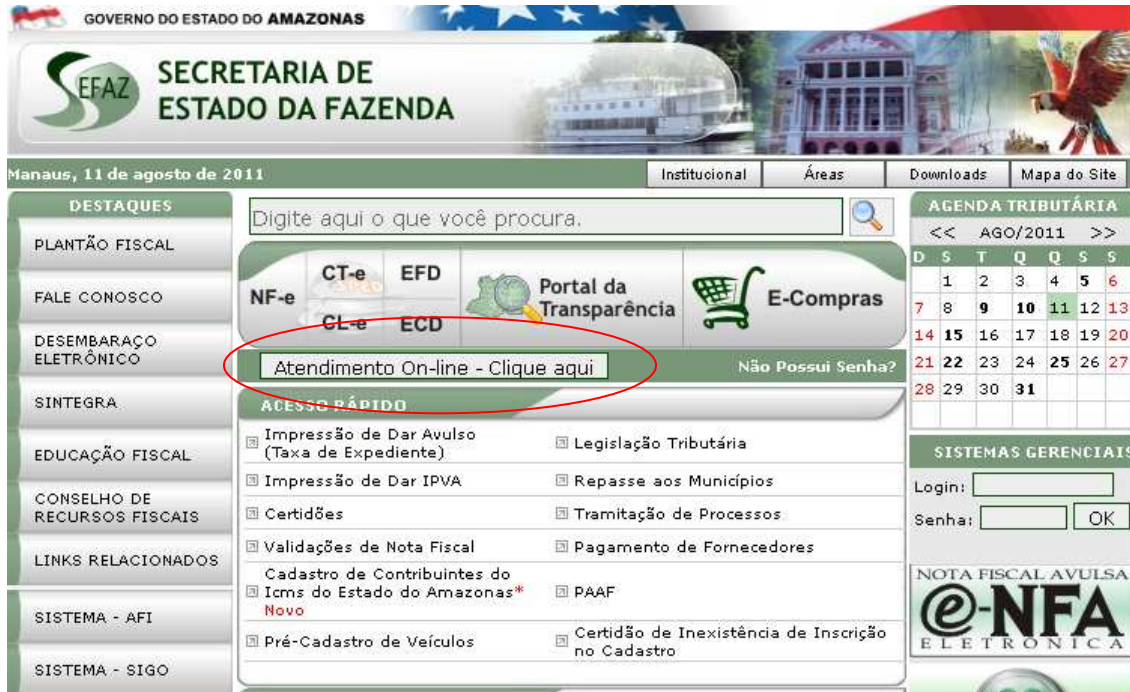 GOVERNO DO ESTADO DO AMAZONAS
SEFAZ
SECRETARIA DE
ESTADO DA FAZENDA
Manaus, 11 de agosto de 2011
Institucional
Áreas
Downloads
Mapa do Site
DESTAQUES
PLANTÃO FISCAL
FALE CONOSCO
DESEMBARAÇO
ELETRÔNICO
SINTEGRA
EDUCAÇÃO FISCAL
CONSELHO DE
RECURSOS FISCAIS
LINKS RELACIONADOS
SISTEMA - AFI
SISTEMA - SIGO
Digite aqui o que você procura.
NF-e
CT-e
EFD
CL-e
ECD
Portal da
Transparência
E-Compras
Atendimento On-line - Clique aqui
Não Possui Senha?
ACESSO RÁPIDO
Impressão de Dar Avulso
(Taxa de Expediente)
Legislação Tributária
Impressão de Dar IPVA
Repasse aos Municípios
Certidões
Tramitação de Processos
Validações de Nota Fiscal
Pagamento de Fornecedores
Cadastro de Contribuintes do
Icms do Estado do Amazonas*
Novo
PAAF
Pré-Cadastro de Veículos
Certidão de Inexistência de Inscrição
no Cadastro
AGENDA TRIBUTÁRIA
<< AGO/2011 >>
D S T Q Q S S
1 2 3 4 5 6
7 8 9 10 11 12 13
14 15 16 17 18 19 20
21 22 23 24 25 26 27
28 29 30 31
SISTEMAS GERENCIAIS
Login:
Senha:
OK
NOTA FISCAL AVULSA
e-NFA
ELETRONICA